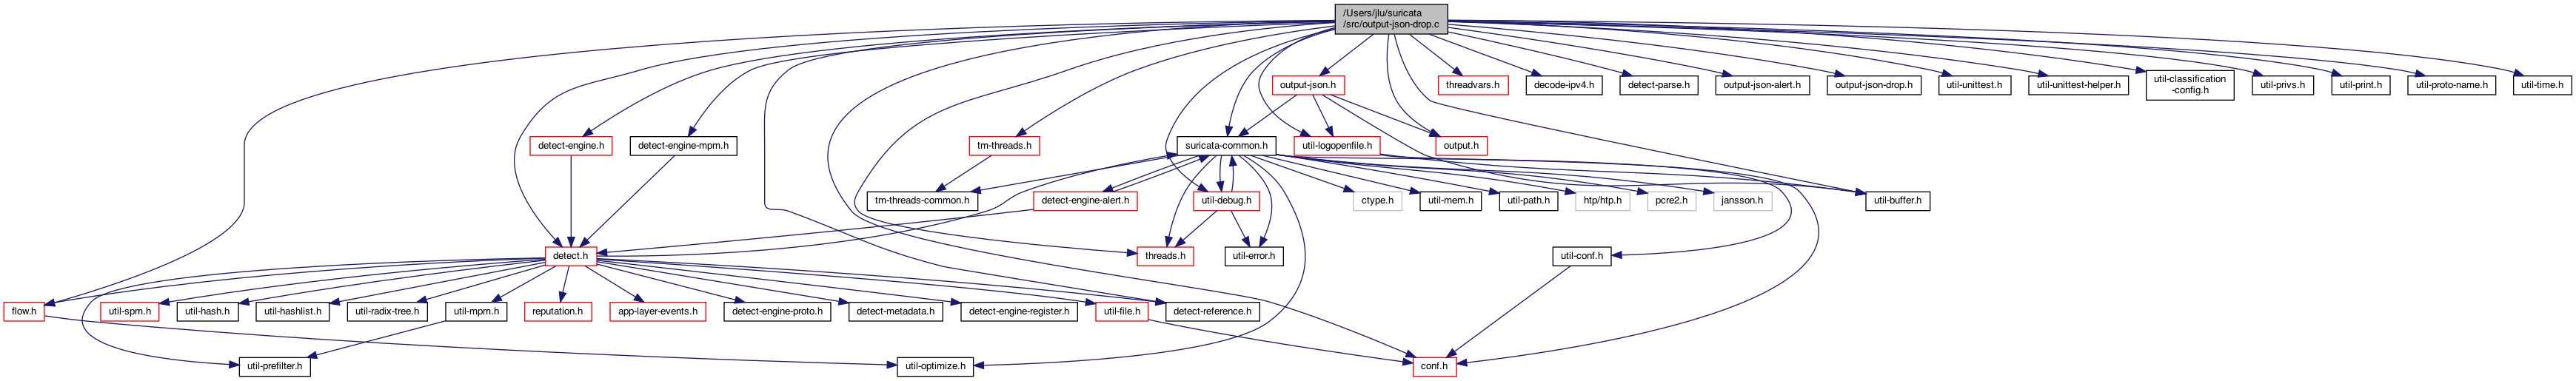 /Users/jlu/suricata
/src/output-json-drop.c
output-json.h
threadvars.h
decode-ipv4.h
detect-parse.h
output-json-alert.h
output-json-drop.h
util-unittest.h
util-unittest-helper.h
util-classification
-config.h
util-privs.h
util-print.h
util-proto-name.h
util-time.h
detect-engine.h
detect-engine-mpm.h
tm-threads.h
suricata-common.h
util-logopenfile.h
output.h
tm-threads-common.h
detect-engine-alert.h
util-debug.h
ctype.h
util-mem.h
util-path.h
htp/htp.h
pcre2.h
jansson.h
util-buffer.h
detect.h
threads.h
util-error.h
util-conf.h
flow.h
util-spm.h
util-hash.h
util-hashlist.h
util-radix-tree.h
util-mpm.h
reputation.h
app-layer-events.h
detect-engine-proto.h
detect-metadata.h
detect-engine-register.h
util-file.h
detect-reference.h
util-prefilter.h
util-optimize.h
conf.h